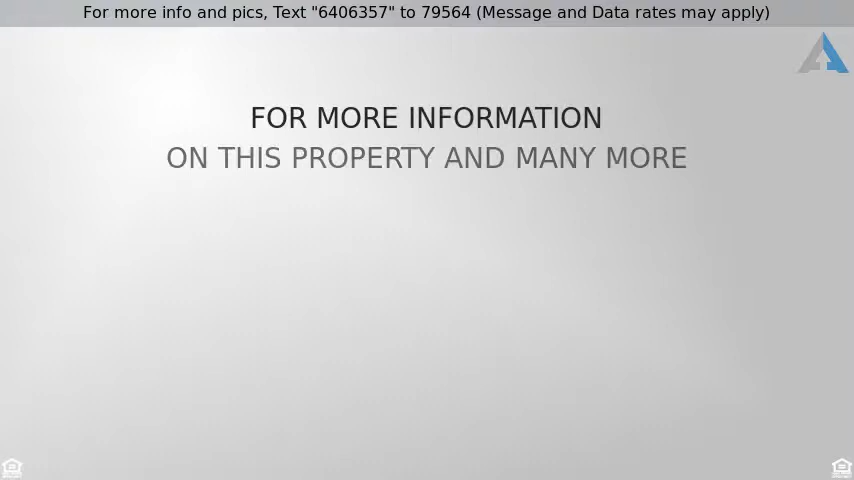 For more info and pics, Text "6406357" to 79564 (Message and Data rates may apply)
FOR MORE INFORMATION
ON THIS PROPERTY AND MANY MORE